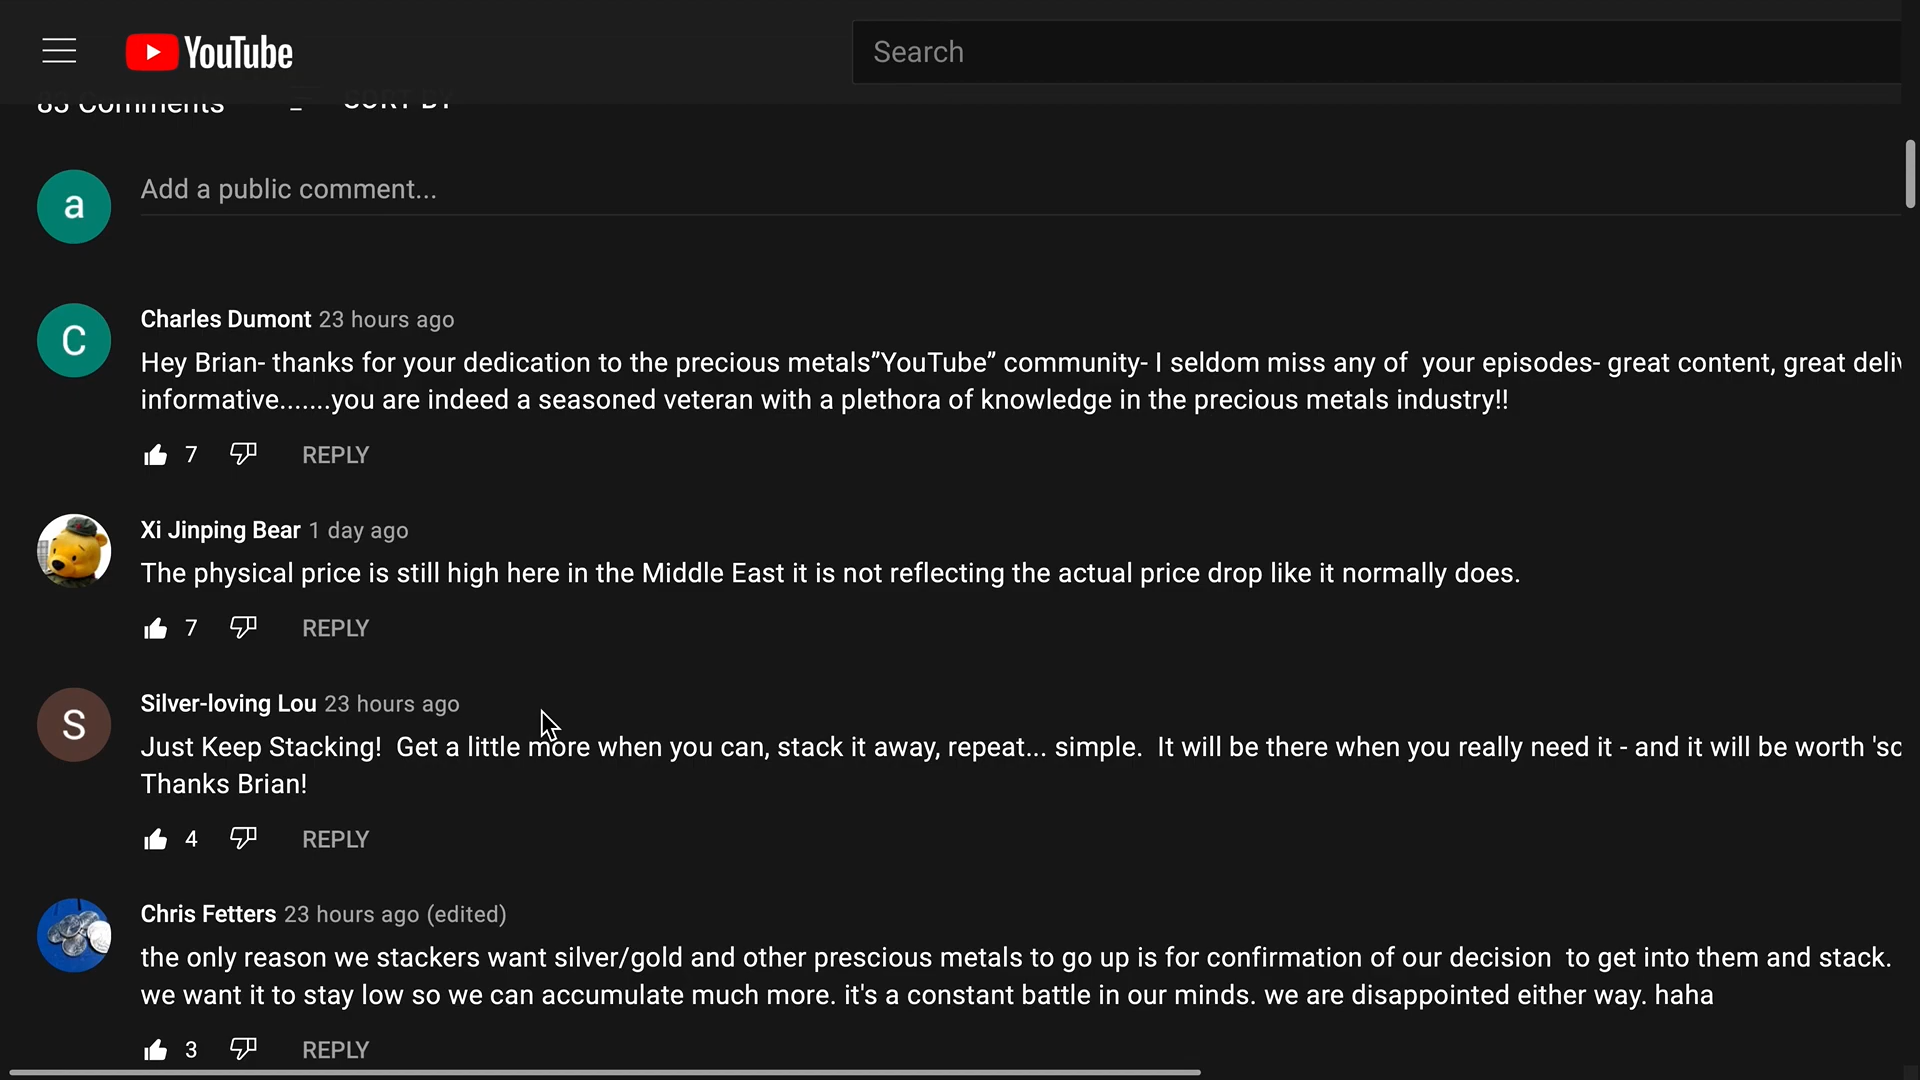 YouTube
Search
83 Comments SORT BY
a
Add a public comment...
C
Charles Dumont 23 hours ago
Hey Brian- thanks for your dedication to the precious metals”YouTube” community- I seldom miss any of your episodes- great content, great
informative.......you are indeed a seasoned veteran with a plethora of knowledge in the precious metals industry!!
7 REPLY
Xi Jinping Bear 1 day ago
The physical price is still high here in the Middle East it is not reflecting the actual price drop like it normally does.
7 REPLY
S
Silver-loving Lou 23 hours ago
Just Keep Stacking! Get a little more when you can, stack it away, repeat... simple. It will be there when you really need it - and it will be worth
Thanks Brian!
4 REPLY
Chris Fetters 23 hours ago (edited)
the only reason we stackers want silver/gold and other prescious metals to go up is for confirmation of our decision to get into them and stack.
we want it to stay low so we can accumulate much more. it's a constant battle in our minds. we are disappointed either way. haha
3 REPLY